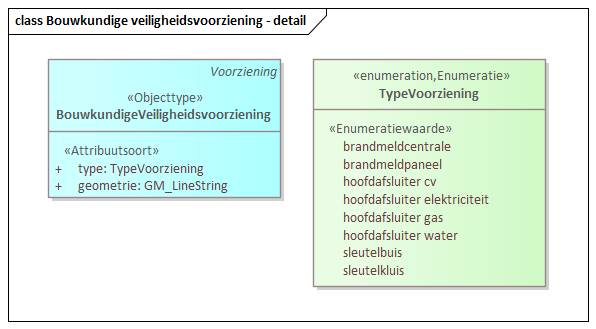 class Bouwkundige veiligheidsvoorziening - detail
Voorziening
«Objecttype»
BouwkundigeVeiligheidsvoorziening
«Attribuutsoort»
+ type: TypeVoorziening
+ geometrie: GM_LineString
«enumeration,Enumeratie»
TypeVoorziening
«Enumeratiewaarde»
brandmeldcentrale
brandmeldpaneel
hoofdafsluiter cv
hoofdafsluiter elektriciteit
hoofdafsluiter gas
hoofdafsluiter water
sleutelbuis
sleutelkluis